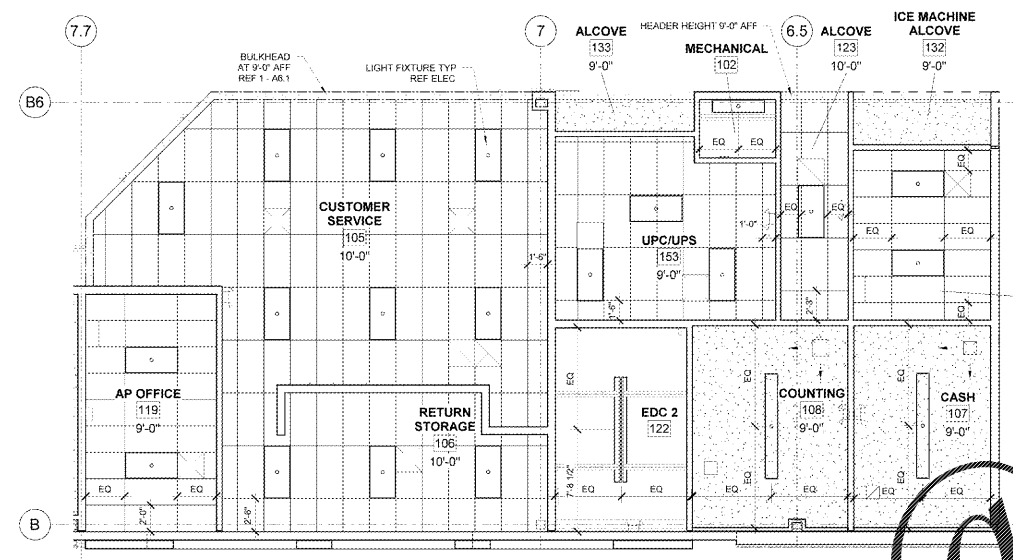 7.7
7
6.5
B6
B
BULKHEAD
AT 9'-0" AFF
REF 1 - A6.1
LIGHT FIXTURE TYP
REF ELEC
ALCOVE
133
9'-0"
HEADER HEIGHT 9'-0" AFF
MECHANICAL
102
ALCOVE
123
10'-0"
ICE MACHINE
ALCOVE
132
9'-0"
EQ
EQ
EQ
CUSTOMER
SERVICE
105
10'-0"
1'-6"
UPC/UPS
153
9'-0"
1'-6"
1'-0"
EQ
EQ
2'-3"
EQ
EQ
EQ
AP OFFICE
119
9'-0"
EQ
EQ
2'-0"
RETURN
STORAGE
106
10'-0"
2'-6"
EQ
EDC 2
122
7'-8 1/2"
EQ
EQ
EQ
COUNTING
108
9'-0"
EQ
EQ
EQ
EQ
CASH
107
9'-0"
EQ
EQ
EQ